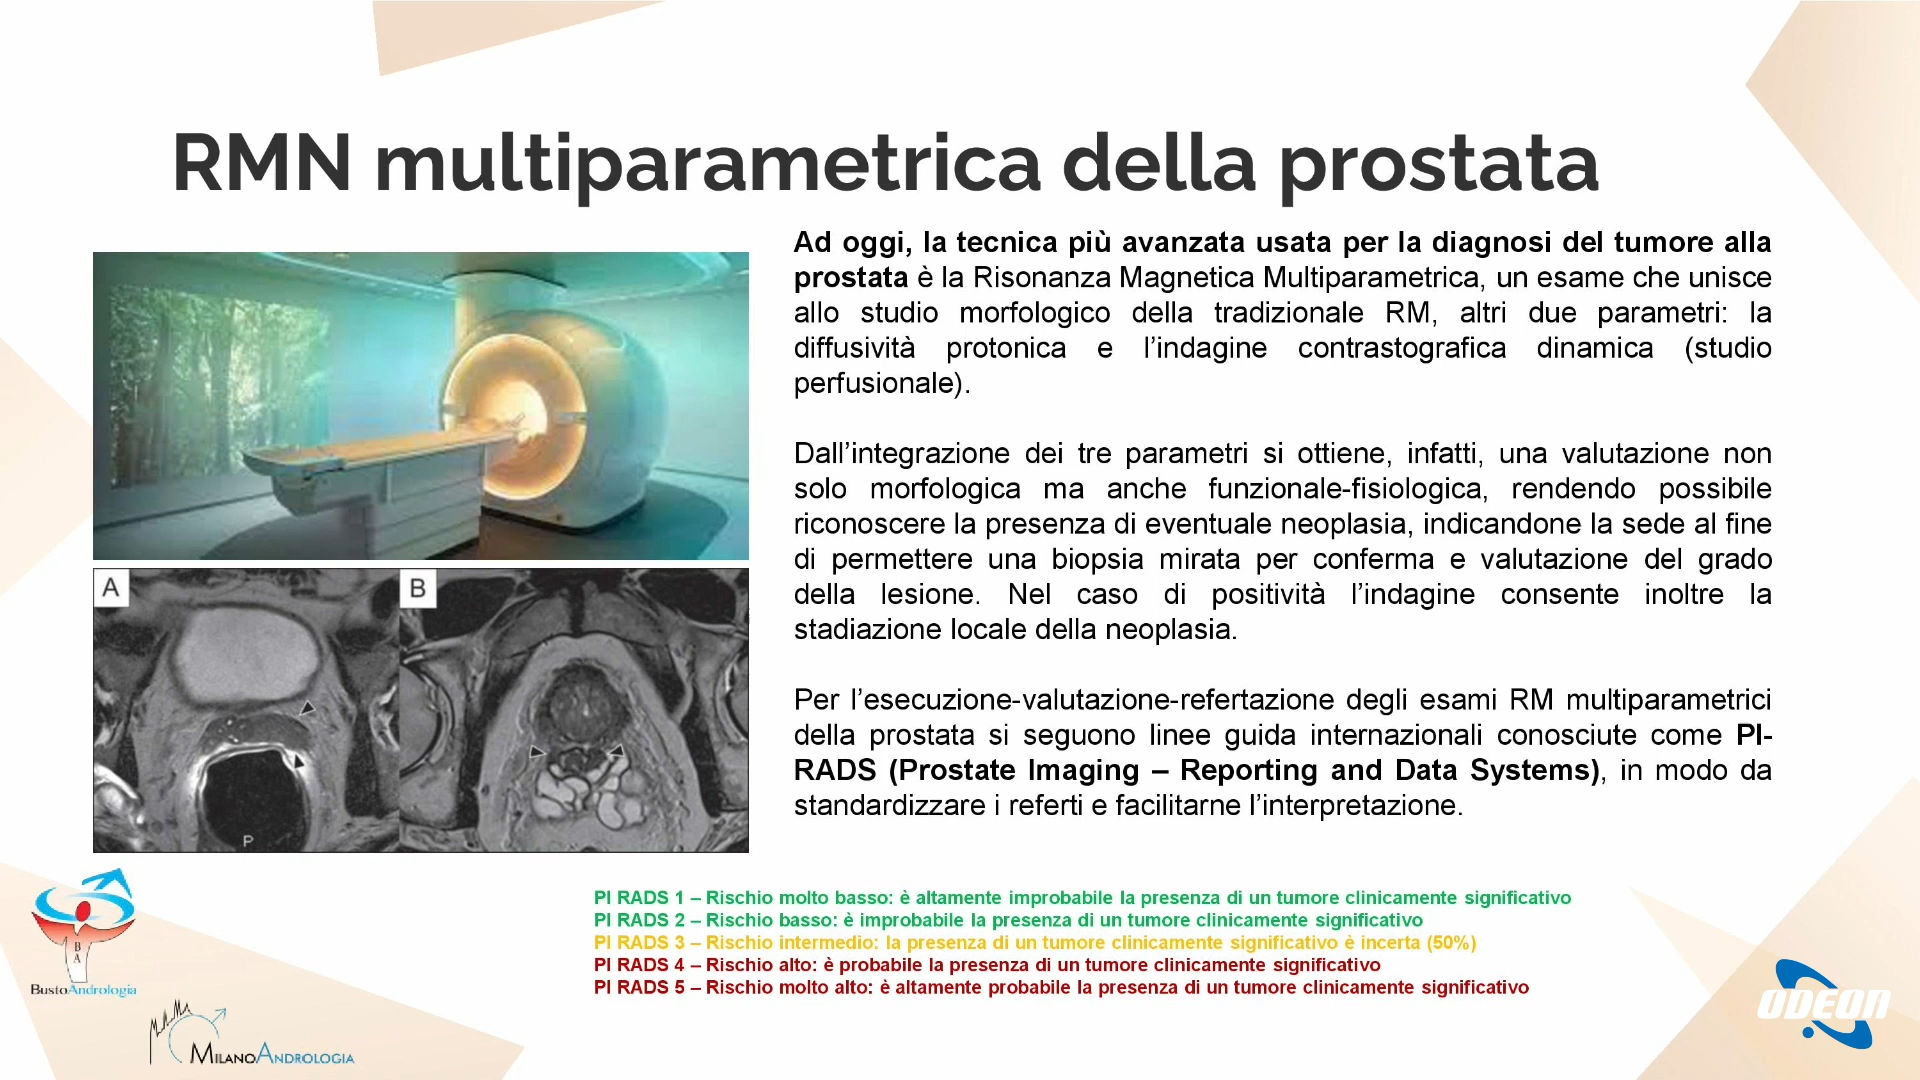 RMN multiparametrica della prostata
Ad oggi, la tecnica più avanzata usata per la diagnosi del tumore alla
prostata è la Risonanza Magnetica Multiparametrica, un esame che unisce
allo studio morfologico della tradizionale RM, altri due parametri: la
diffusività protonica e l’indagine contrastografica dinamica (studio
perfusionale).
Dall’integrazione dei tre parametri si ottiene, infatti, una valutazione non
solo morfologica ma anche funzionale-fisiologica, rendendo possibile
riconoscere la presenza di eventuale neoplasia, indicandone la sede al fine
di permettere una biopsia mirata per conferma e valutazione del grado
della lesione. Nel caso di positività l’indagine consente inoltre la
stadiazione locale della neoplasia.
Per l’esecuzione-valutazione-refertazione degli esami RM multiparametrici
della prostata si seguono linee guida internazionali conosciute come PI-
RADS (Prostate Imaging – Reporting and Data Systems), in modo da
standardizzare i referti e facilitarne l’interpretazione.
A
B
P
PI RADS 1 – Rischio molto basso: è altamente improbabile la presenza di un tumore clinicamente significativo
PI RADS 2 – Rischio basso: è improbabile la presenza di un tumore clinicamente significativo
PI RADS 3 – Rischio intermedio: la presenza di un tumore clinicamente significativo è incerta (50%)
PI RADS 4 – Rischio alto: è probabile la presenza di un tumore clinicamente significativo
PI RADS 5 – Rischio molto alto: è altamente probabile la presenza di un tumore clinicamente significativo
B
A
BustoAndrologia
MilanoAndrologia
ODEON